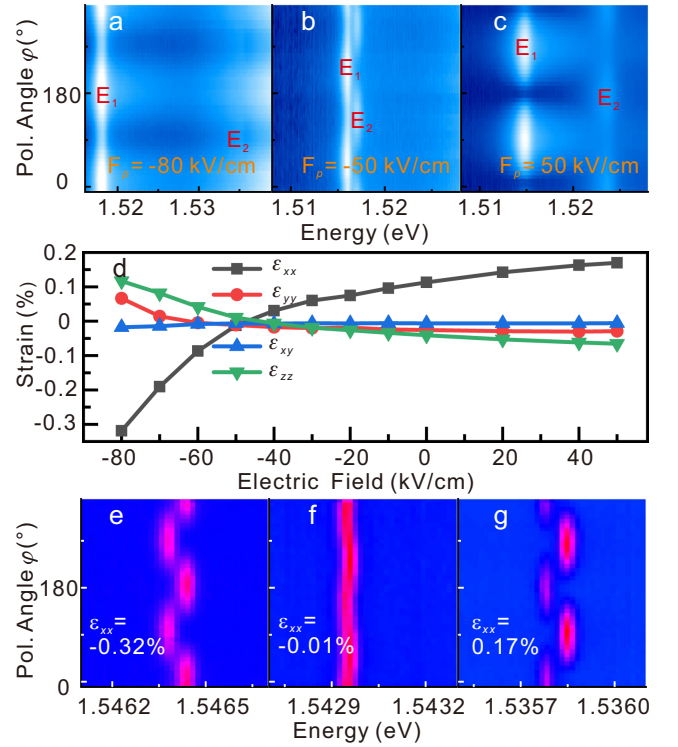 a b c
E₁ E₁ E₁
E₂ E₂ E₂
Pol. Angle φ(°)
180
0
Fₚ = -80 kV/cm Fₚ = -50 kV/cm Fₚ = 50 kV/cm
1.52 1.53 1.51 1.52 1.51 1.52
Energy (eV)
d
εxx
εyy
εxy
εzz
Strain (%)
0.2
0.1
0
-0.1
-0.2
-0.3
-80 -60 -40 -20 0 20 40
Electric Field (kV/cm)
e f g
Pol. Angle φ(°)
180
0
εxx= εxx= εxx=
-0.32% -0.01% 0.17%
1.5462 1.5465 1.5429 1.5432 1.5357 1.5360
Energy (eV)